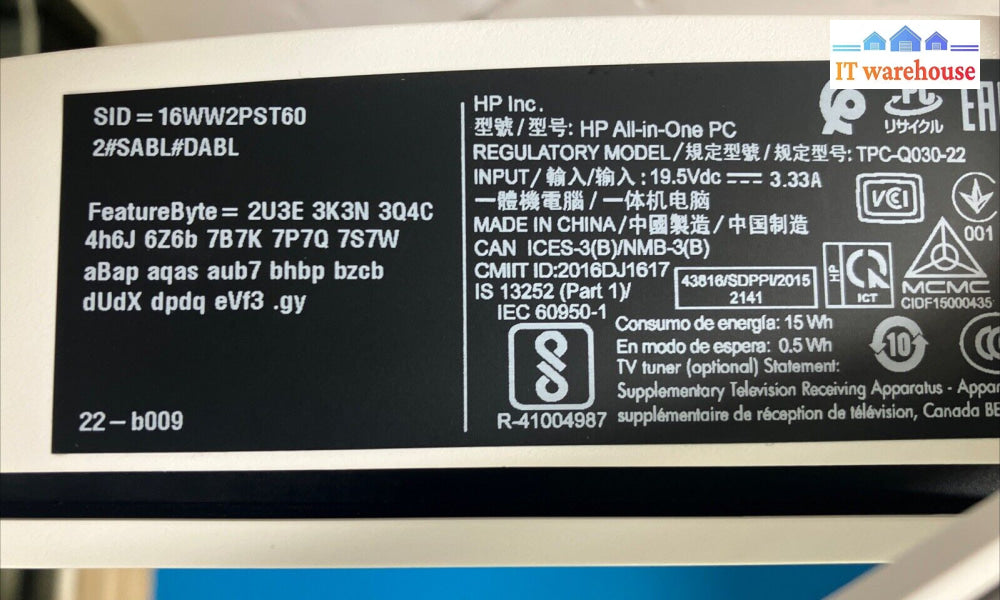 IT warehouse
SID = 16WW2PST60
2#SABL#DABL
FeatureByte = 2U3E 3K3N 3Q4C
4h6J 6Z6b 7B7K 7P7Q 7S7W
aBap aqas aub7 bhbp bzcb
dUdX dpdq eVf3 .gy
22 – b009
HP Inc.
型號 / 型号: HP All-in-One PC
REGULATORY MODEL / 規定型號 / 规定型号: TPC-Q030-22
INPUT / 輸入/输入 : 19.5Vdc ⎓ 3.33A
一體機電腦 / 一体机电脑
MADE IN CHINA / 中國製造 / 中国制造
CAN ICES-3(B)/NMB-3(B)
CMIIT ID:2016DJ1617
IS 13252 (Part 1)/
IEC 60950-1
R-41004987
43816/SDPPI/2015
2141
Consumo de energía: 15 Wh
En modo de espera: 0.5 Wh
TV tuner (optional) Statement:
Supplementary Television Receiving Apparatus -
supplémentaire de réception de télévision, Canada
PC
リサイクル
EAC
VCI
001
HP
ICT
MCMC
CIDF15000435
10